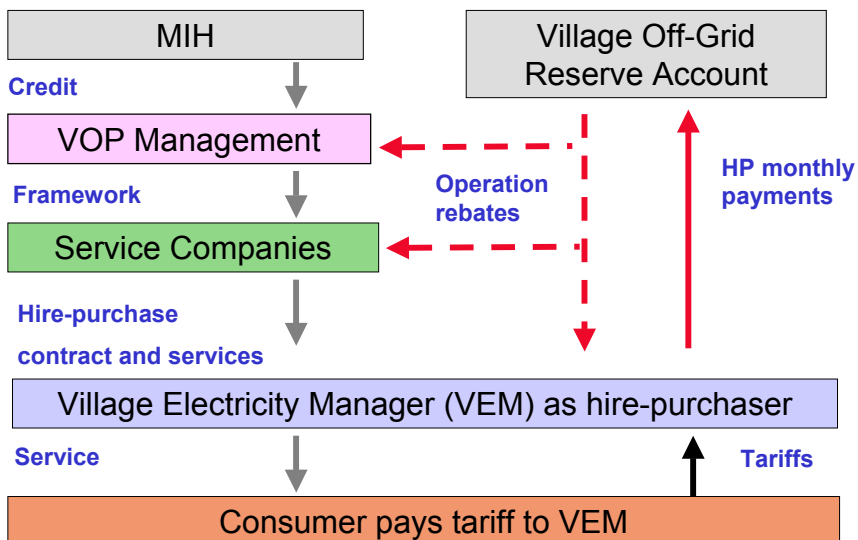 MIH
Village Off-Grid
Reserve Account
Credit
VOP Management
Framework
Operation
rebates
HP monthly
payments
Service Companies
Hire-purchase
contract and services
Village Electricity Manager (VEM) as hire-purchaser
Service
Tariffs
Consumer pays tariff to VEM